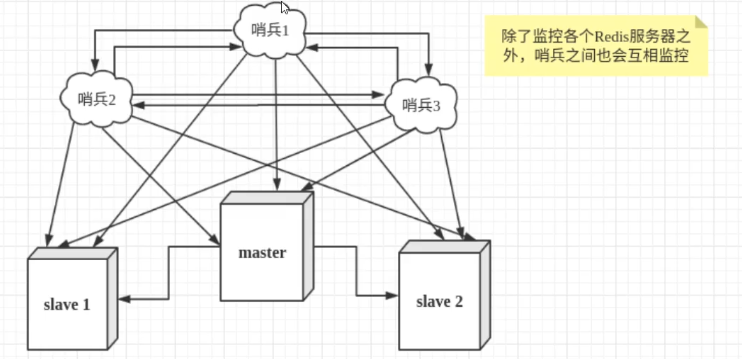 哨兵1
除了监控各个Redis服务器之
外，哨兵之间也会互相监控
哨兵2
哨兵3
master
slave 1
slave 2